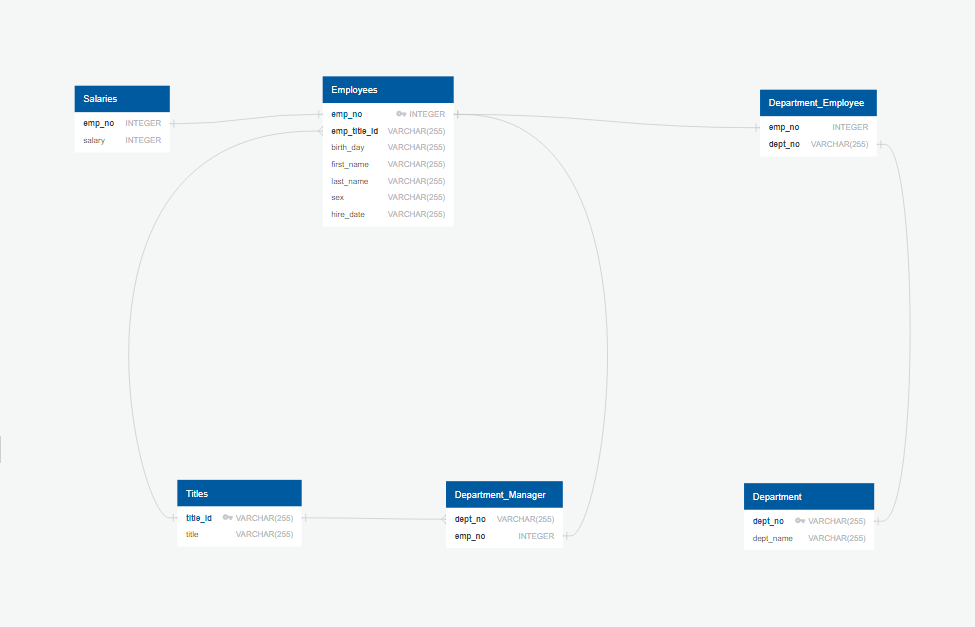 Salaries
emp_no INTEGER
salary INTEGER
Employees
emp_no INTEGER
emp_title_id VARCHAR(255)
birth_day VARCHAR(255)
first_name VARCHAR(255)
last_name VARCHAR(255)
sex VARCHAR(255)
hire_date VARCHAR(255)
Department_Employee
emp_no INTEGER
dept_no VARCHAR(255)
Titles
title_id VARCHAR(255)
title VARCHAR(255)
Department_Manager
dept_no VARCHAR(255)
emp_no INTEGER
Department
dept_no VARCHAR(255)
dept_name VARCHAR(255)